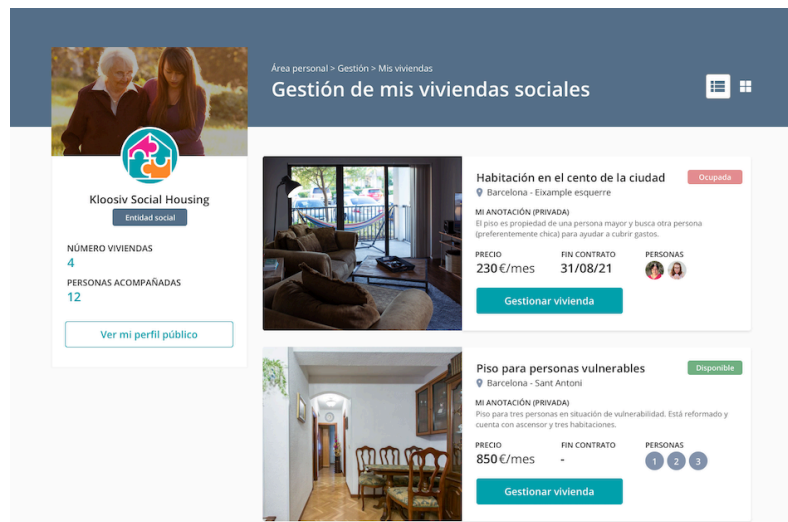 Área personal > Gestión > Mis viviendas
Gestión de mis viviendas sociales
Kloosiv Social Housing
Entidad social
NÚMERO VIVIENDAS
4
PERSONAS ACOMPAÑADAS
12
Ver mi perfil público
Habitación en el cento de la ciudad
Ocupada
Barcelona - Eixample esquerre
MI ANOTACIÓN (PRIVADA)
El piso es propiedad de una persona mayor y busca otra persona
(preferentemente chica) para ayudar a cubrir gastos.
PRECIO FIN CONTRATO PERSONAS
230€/mes 31/08/21
Gestionar vivienda
Piso para personas vulnerables
Disponible
Barcelona - Sant Antoni
MI ANOTACIÓN (PRIVADA)
Piso para tres personas en situación de vulnerabilidad. Está reformado y
cuenta con ascensor y tres habitaciones.
PRECIO FIN CONTRATO PERSONAS
850€/mes - 1 2 3
Gestionar vivienda